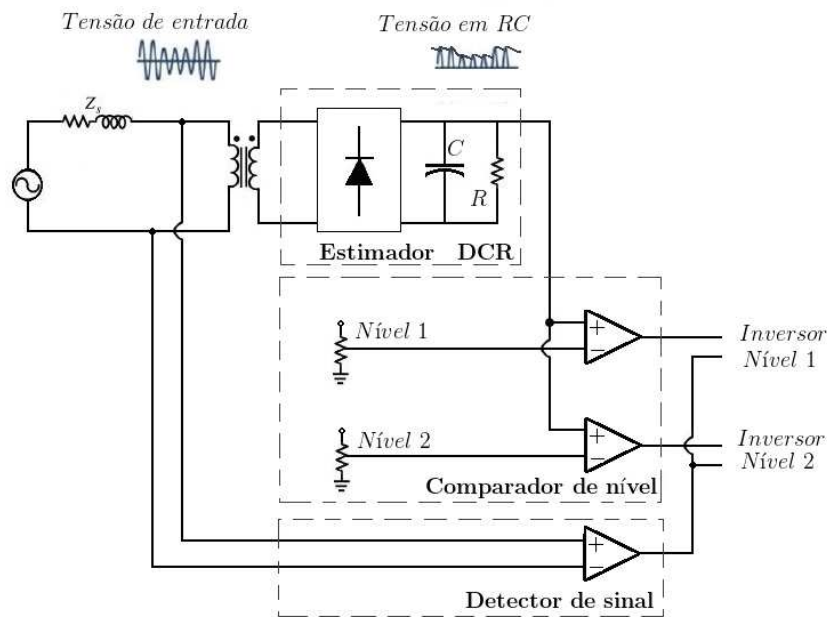 Tensão de entrada
Tensão em RC
Zs
C
R
Estimador DCR
Nível 1
+
−
Inversor
Nível 1
Nível 2
+
−
Inversor
Nível 2
Comparador de nível
+
−
Detector de sinal